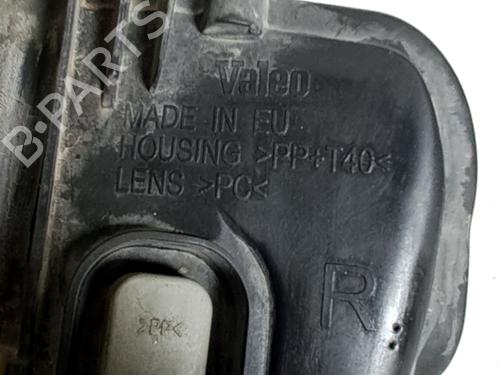 B-PARTS
Valeo
MADE IN EU
HOUSING >PP+T40<
LENS >PC<
R
>PP<